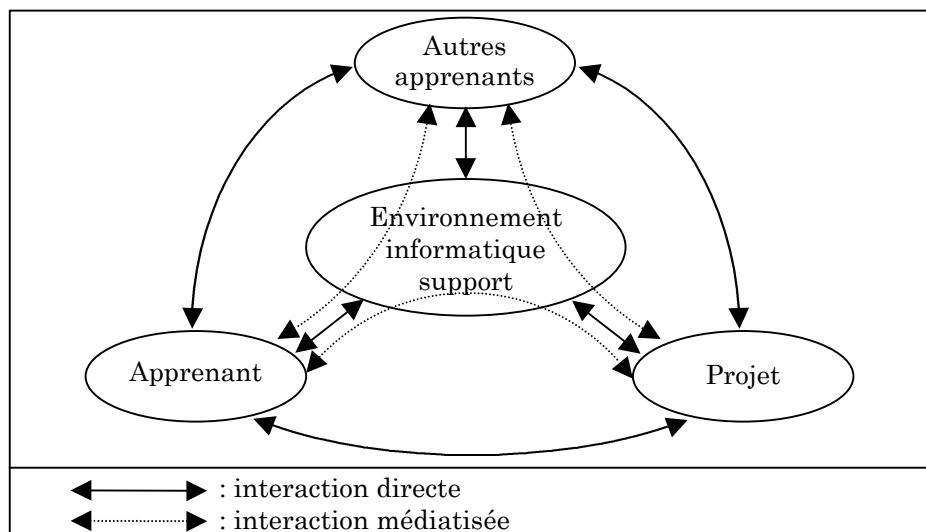 Autres
apprenants
Environnement
informatique
support
Apprenant
Projet
: interaction directe
: interaction médiatisée